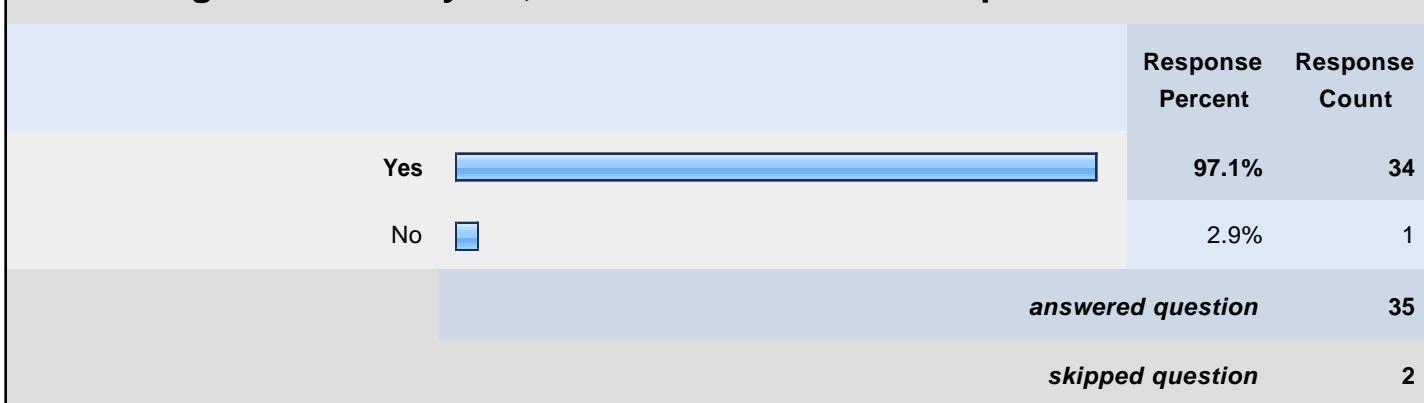 Response Percent Response Count
Yes 97.1% 34
No 2.9% 1
answered question 35
skipped question 2